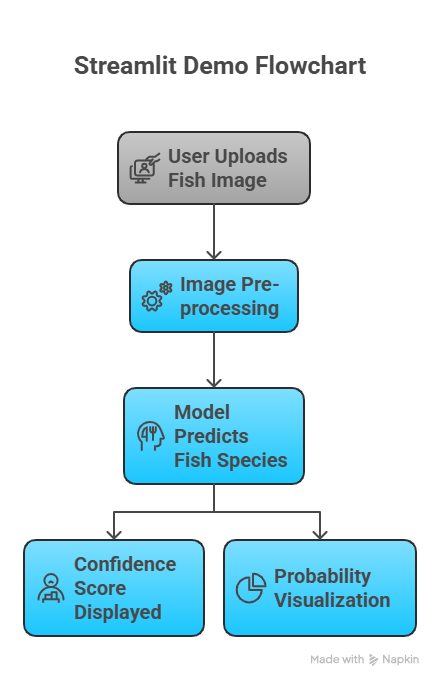 Streamlit Demo Flowchart
User Uploads
Fish Image
Image Pre-
processing
Model
Predicts
Fish Species
Confidence
Score
Displayed
Probability
Visualization
Made with Napkin